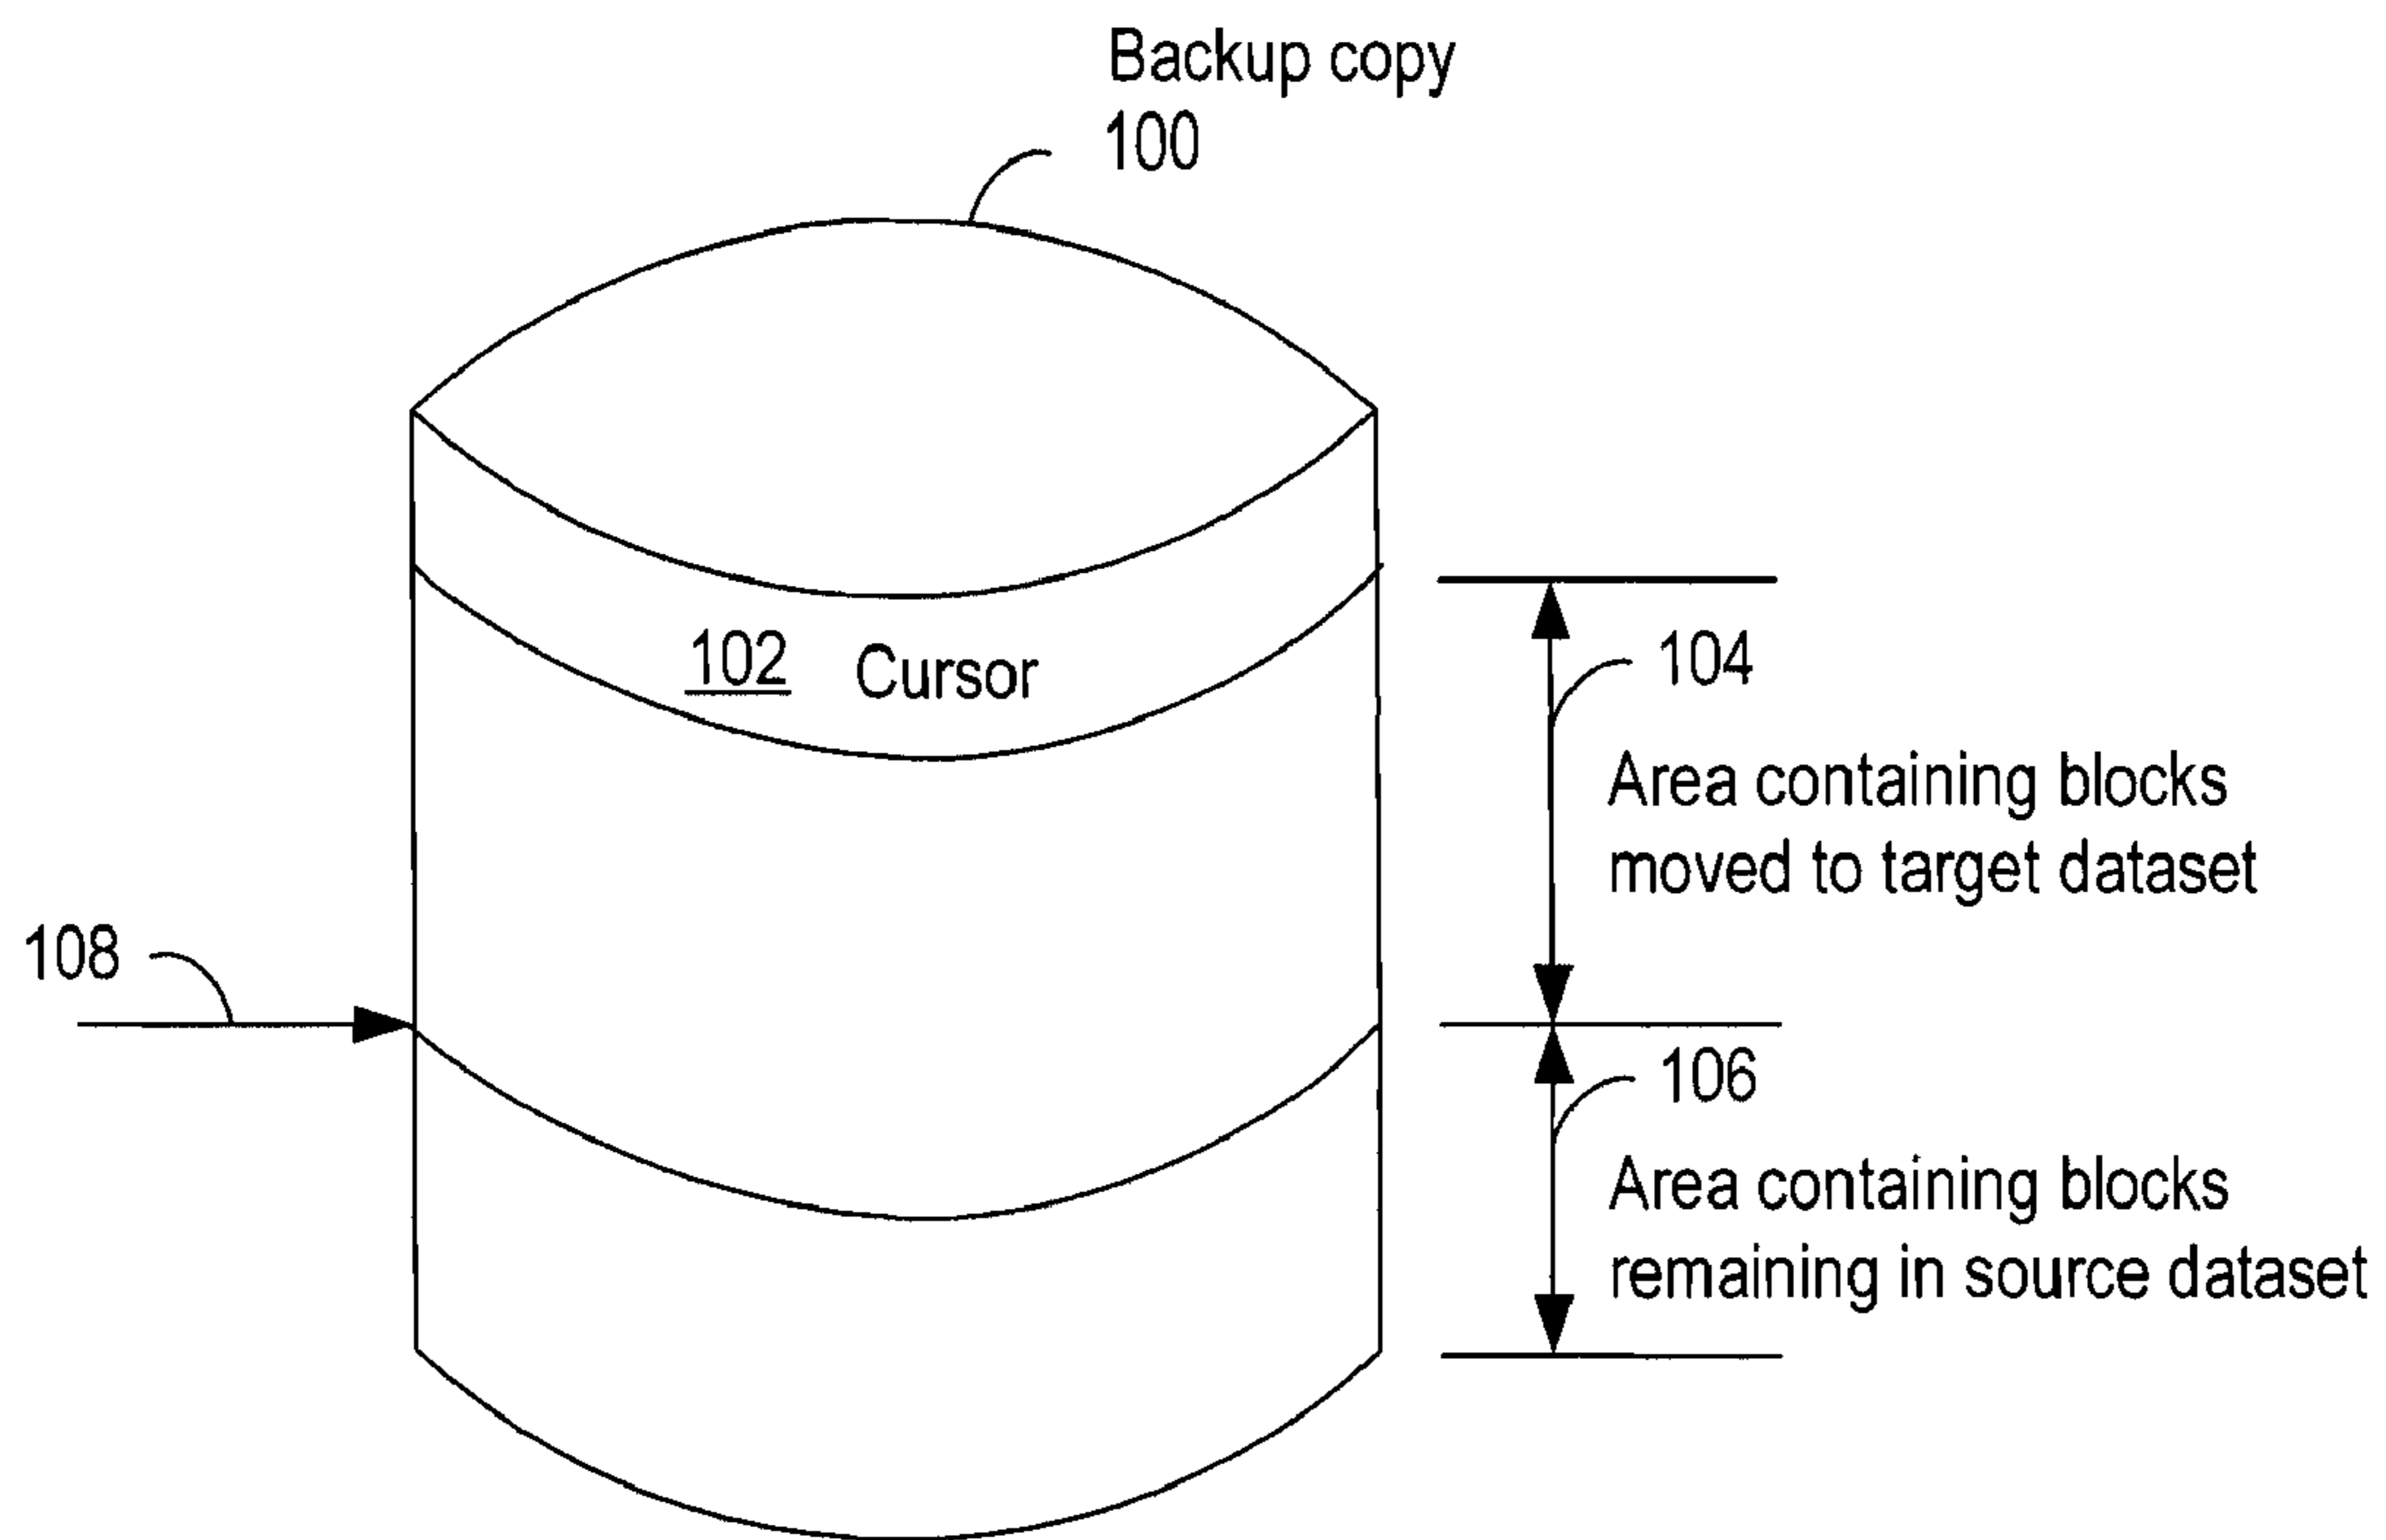 Backup copy
100
102 Cursor
104
Area containing blocks
moved to target dataset
108
106
Area containing blocks
remaining in source dataset